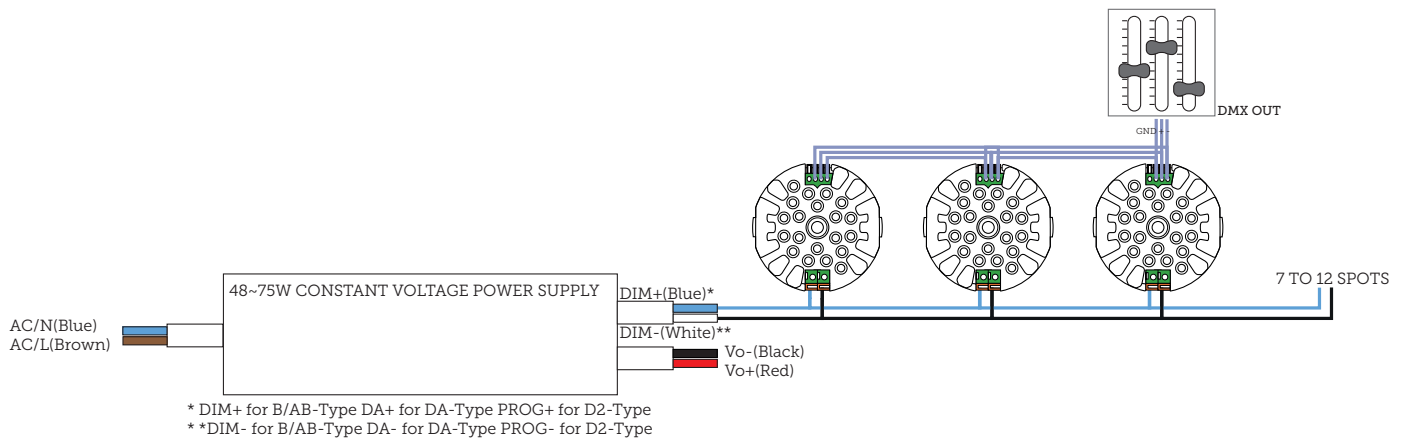 DMX OUT
GND + -
7 TO 12 SPOTS
48~75W CONSTANT VOLTAGE POWER SUPPLY
DIM+(Blue)*
AC/N(Blue)
AC/L(Brown)
DIM-(White)**
Vo-(Black)
Vo+(Red)
* DIM+ for B/AB-Type DA+ for DA-Type PROG+ for D2-Type
* *DIM- for B/AB-Type DA- for DA-Type PROG- for D2-Type